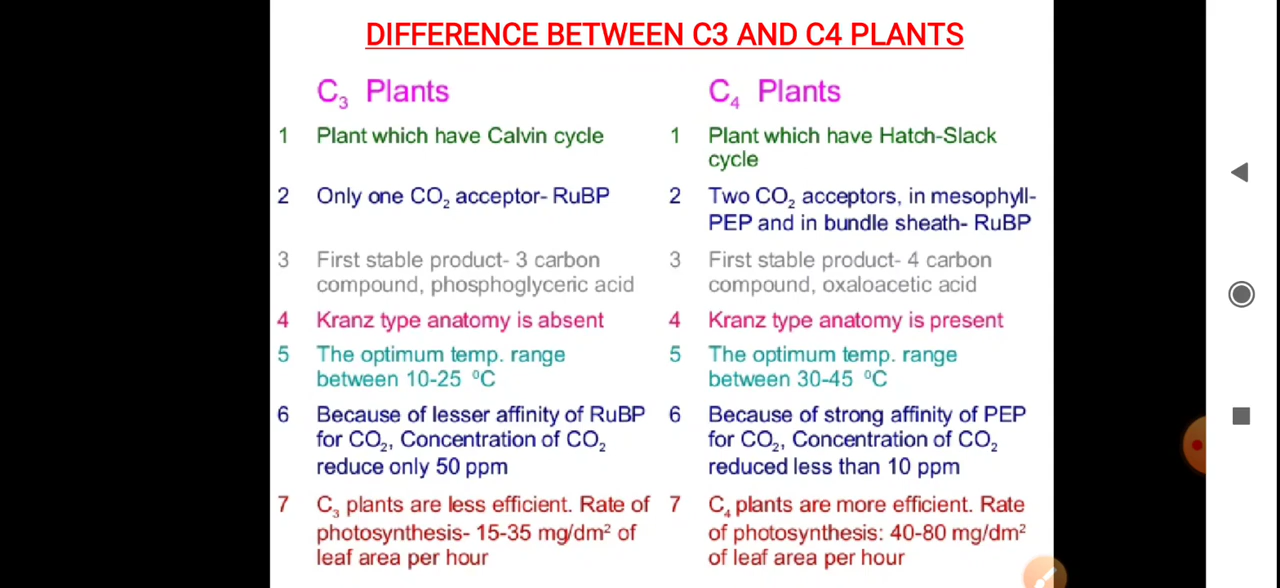 DIFFERENCE BETWEEN C3 AND C4 PLANTS
C₃ Plants
1 Plant which have Calvin cycle
2 Only one CO₂ acceptor- RuBP
3 First stable product- 3 carbon
compound, phosphoglyceric acid
4 Kranz type anatomy is absent
5 The optimum temp. range
between 10-25 ⁰C
6 Because of lesser affinity of RuBP
for CO₂, Concentration of CO₂
reduce only 50 ppm
7 C₃ plants are less efficient. Rate of
photosynthesis- 15-35 mg/dm² of
leaf area per hour
C₄ Plants
1 Plant which have Hatch-Slack
cycle
2 Two CO₂ acceptors, in mesophyll-
PEP and in bundle sheath- RuBP
3 First stable product- 4 carbon
compound, oxaloacetic acid
4 Kranz type anatomy is present
5 The optimum temp. range
between 30-45 ⁰C
6 Because of strong affinity of PEP
for CO₂, Concentration of CO₂
reduced less than 10 ppm
7 C₄ plants are more efficient. Rate
of photosynthesis: 40-80 mg/dm²
of leaf area per hour